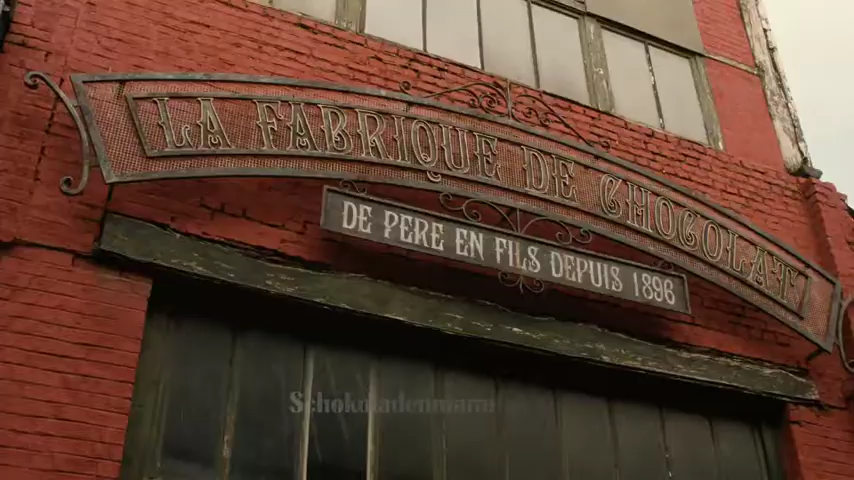 LA FABRIQUE DE CHOCOLAT
DE PERE EN FILS DEPUIS 1896
Schokoladenmann